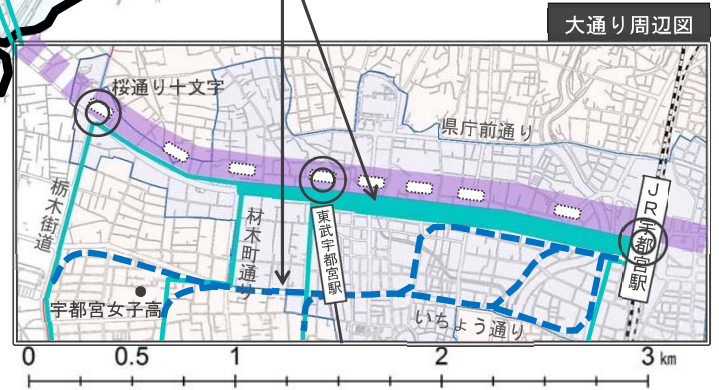 大通り周辺図
桜通り十文字
県庁前通り
栃木街道
材木町通り
東武宇都宮駅
JR宇都宮駅
宇都宮女子高
いちょう通り
0 0.5 1 2 3 km